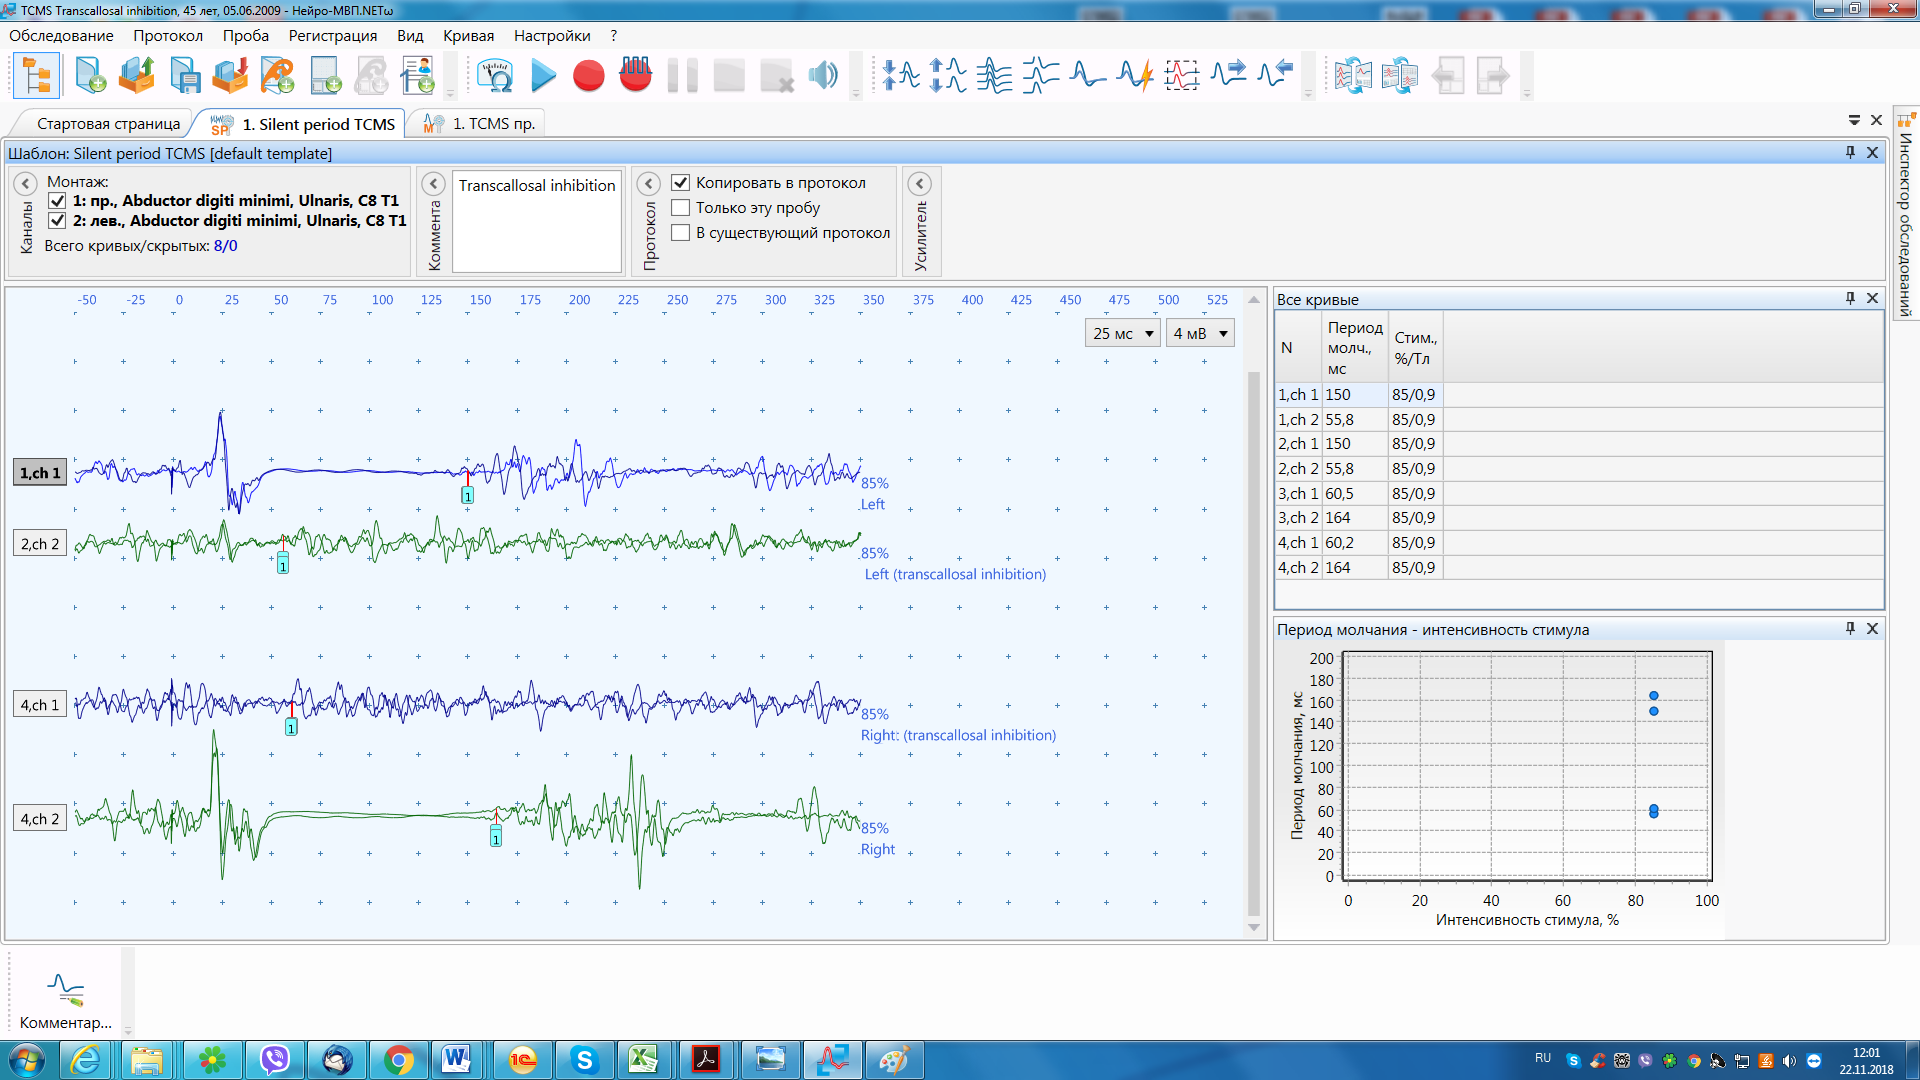 TCMS Transcallosal inhibition, 45 лет, 05.06.2009 - Нейро-МВП.NETω
Обследование Протокол Проба Регистрация Вид Кривая Настройки ?
Стартовая страница
SP 1. Silent period TCMS
M 1. TCMS пр.
Шаблон: Silent period TCMS [default template]
Каналы
Монтаж:
1: пр., Abductor digiti minimi, Ulnaris, C8 T1
2: лев., Abductor digiti minimi, Ulnaris, C8 T1
Всего кривых/скрытых: 8/0
Коммента
Transcallosal inhibition
Протокол
Копировать в протокол
Только эту пробу
В существующий протокол
Усилитель
Инспектор обследований
-50 -25 0 25 50 75 100 125 150 175 200 225 250 275 300 325 350 375 400 425 450 475 500 525
25 мс 4 мВ
1,ch 1
1
85%
Left
2,ch 2
1
85%
Left (transcallosal inhibition)
4,ch 1
1
85%
Right: (transcallosal inhibition)
4,ch 2
1
85%
Right
Все кривые
N Период молч., мс Стим., %/Тл
1,ch 1 150 85/0,9
1,ch 2 55,8 85/0,9
2,ch 1 150 85/0,9
2,ch 2 55,8 85/0,9
3,ch 1 60,5 85/0,9
3,ch 2 164 85/0,9
4,ch 1 60,2 85/0,9
4,ch 2 164 85/0,9
Период молчания - интенсивность стимула
Период молчания, мс
200
180
160
140
120
100
80
60
40
20
0
0 20 40 60 80 100
Интенсивность стимула, %
Комментар...
RU
12:01
22.11.2018